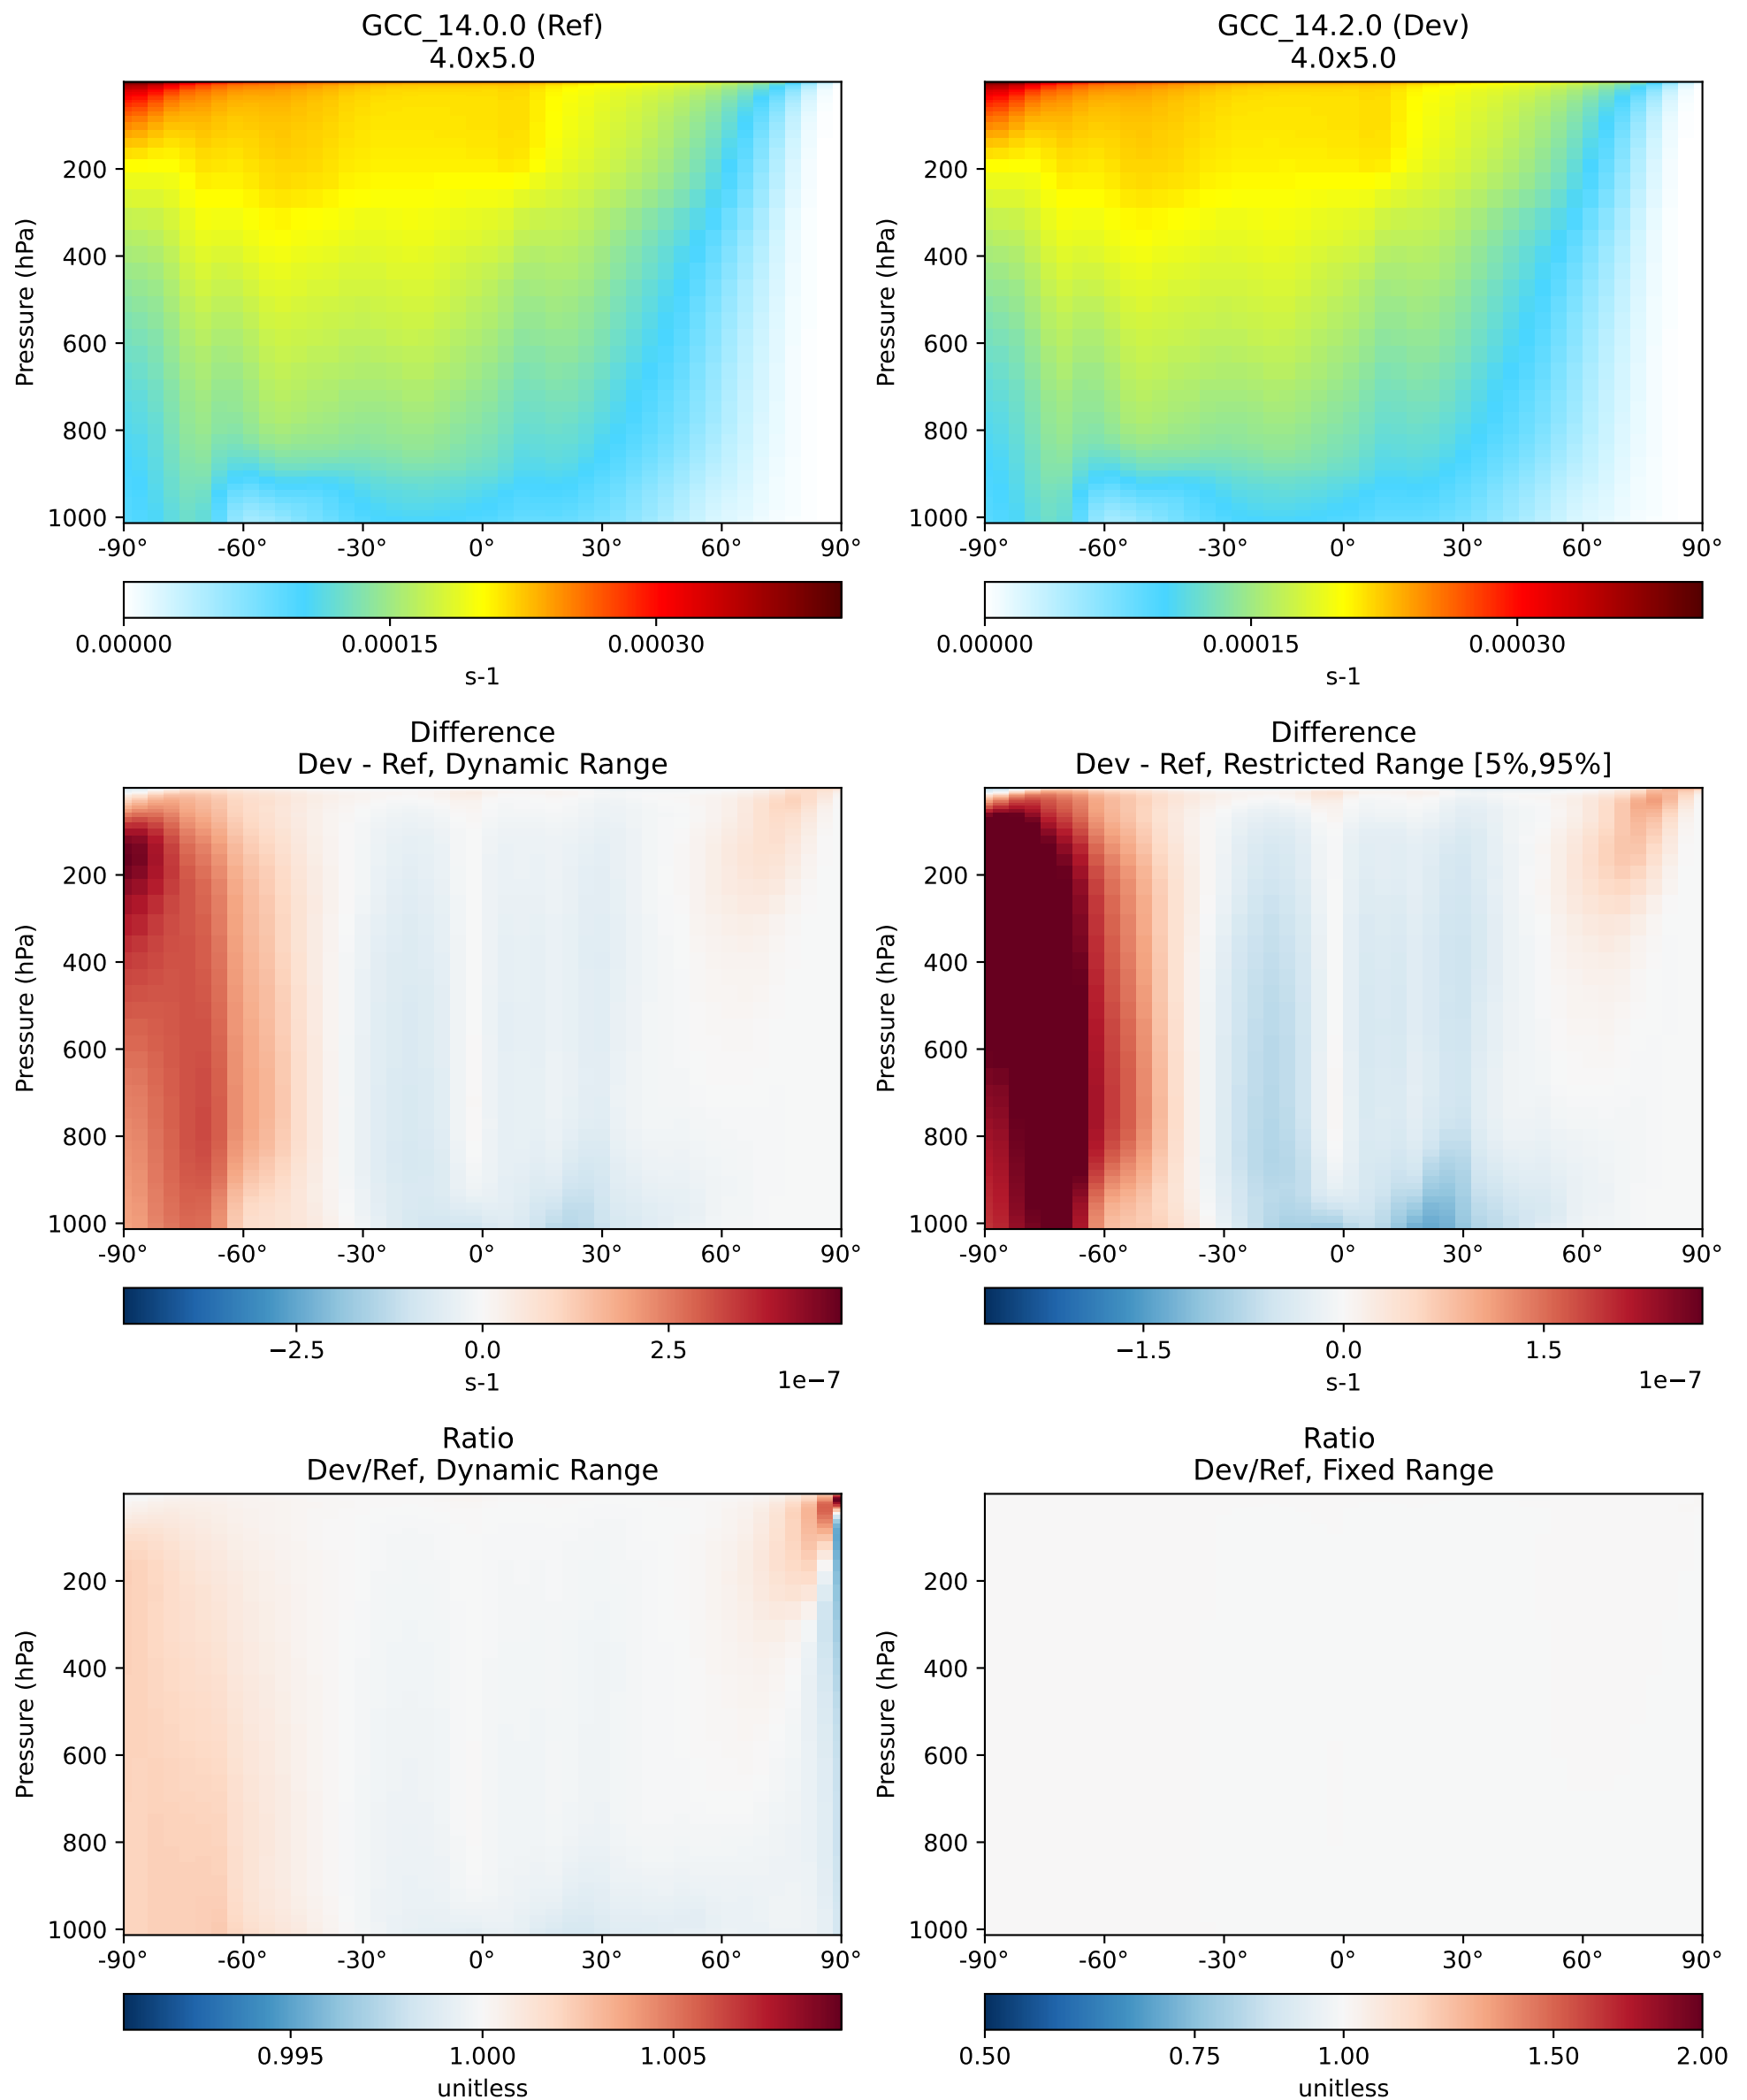 GCC_14.0.0 (Ref)
4.0x5.0
Pressure (hPa)
200
400
600
800
1000
-90° -60° -30° 0° 30° 60° 90°
0.00000 0.00015 0.00030
s-1
GCC_14.2.0 (Dev)
4.0x5.0
Pressure (hPa)
200
400
600
800
1000
-90° -60° -30° 0° 30° 60° 90°
0.00000 0.00015 0.00030
s-1
Difference
Dev - Ref, Dynamic Range
Pressure (hPa)
200
400
600
800
1000
-90° -60° -30° 0° 30° 60° 90°
−2.5 0.0 2.5
s-1
1e−7
Difference
Dev - Ref, Restricted Range [5%,95%]
Pressure (hPa)
200
400
600
800
1000
-90° -60° -30° 0° 30° 60° 90°
−1.5 0.0 1.5
s-1
1e−7
Ratio
Dev/Ref, Dynamic Range
Pressure (hPa)
200
400
600
800
1000
-90° -60° -30° 0° 30° 60° 90°
0.995 1.000 1.005
unitless
Ratio
Dev/Ref, Fixed Range
Pressure (hPa)
200
400
600
800
1000
-90° -60° -30° 0° 30° 60° 90°
0.50 0.75 1.00 1.50 2.00
unitless